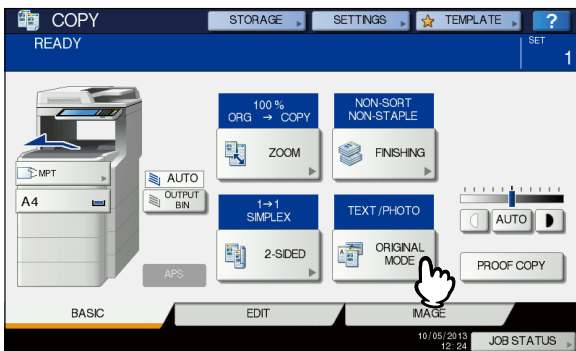 COPY
STORAGE
SETTINGS
TEMPLATE
?
READY
SET
1
100 %
ORG → COPY
NON-SORT
NON-STAPLE
ZOOM
FINISHING
MPT
A4
AUTO
OUTPUT
BIN
1→1
SIMPLEX
TEXT/PHOTO
2-SIDED
ORIGINAL
MODE
AUTO
APS
PROOF COPY
BASIC
EDIT
IMAGE
10/05/2013
12:24
JOB STATUS